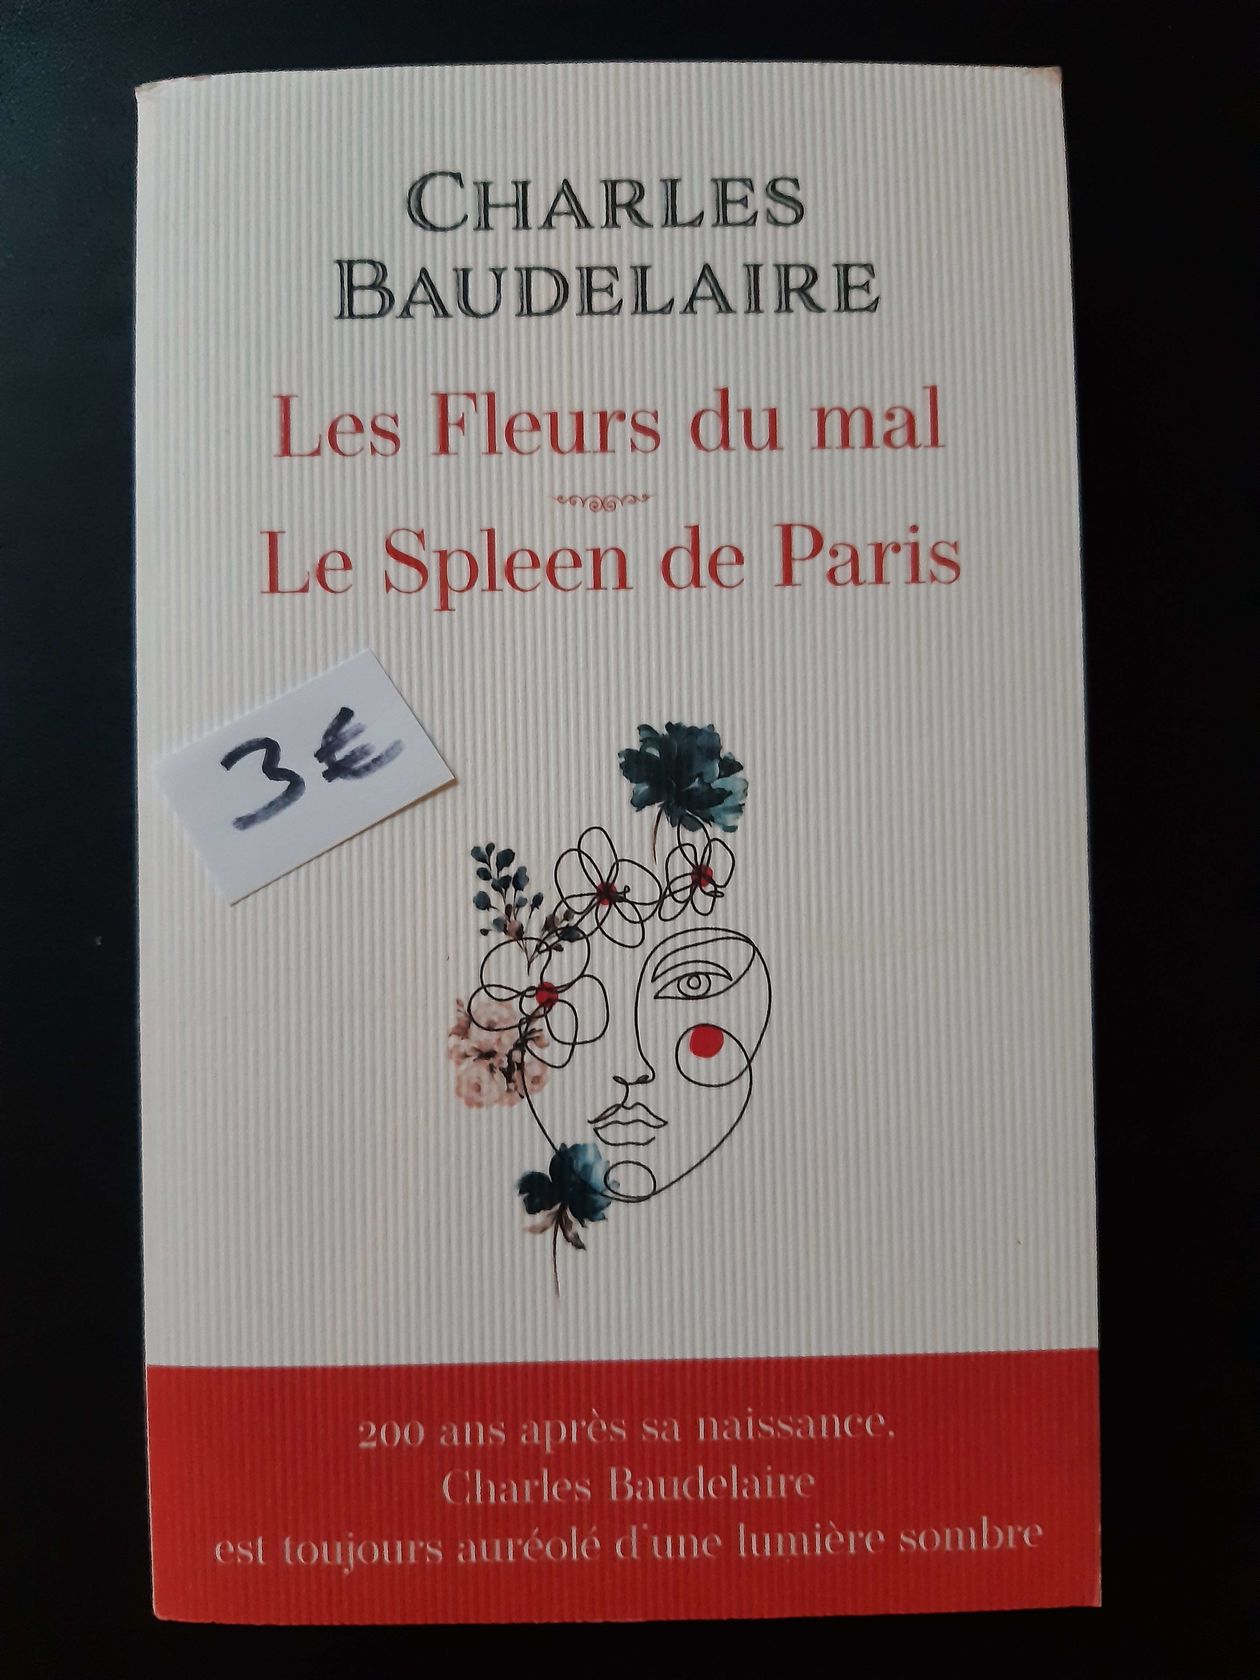 CHARLES
BAUDELAIRE
Les Fleurs du mal
Le Spleen de Paris
3€
200 ans après sa naissance,
Charles Baudelaire
est toujours auréolé d'une lumière sombre